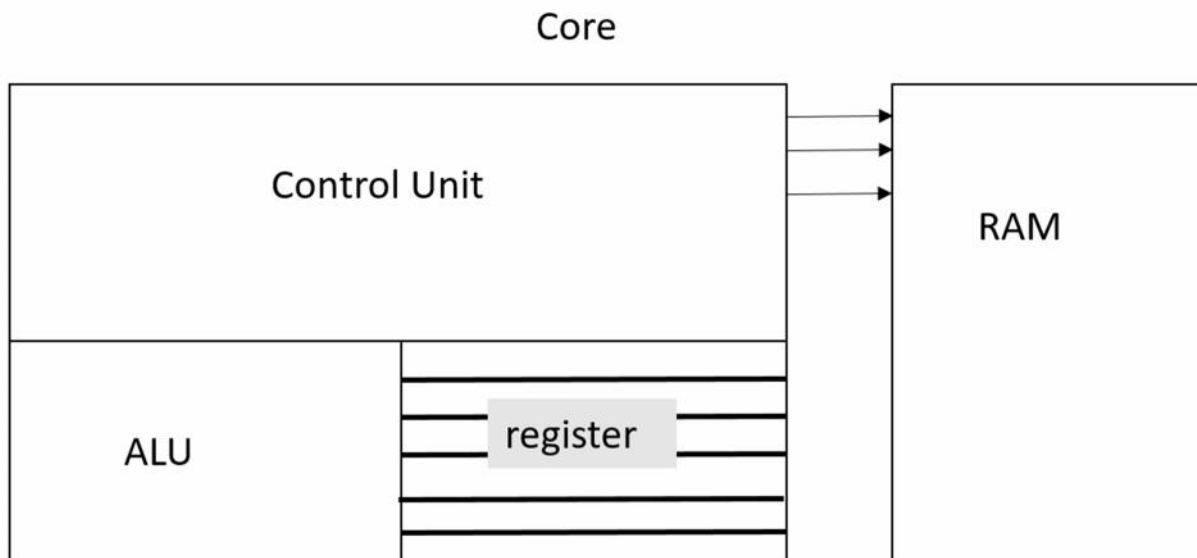 Core
Control Unit
RAM
ALU
register